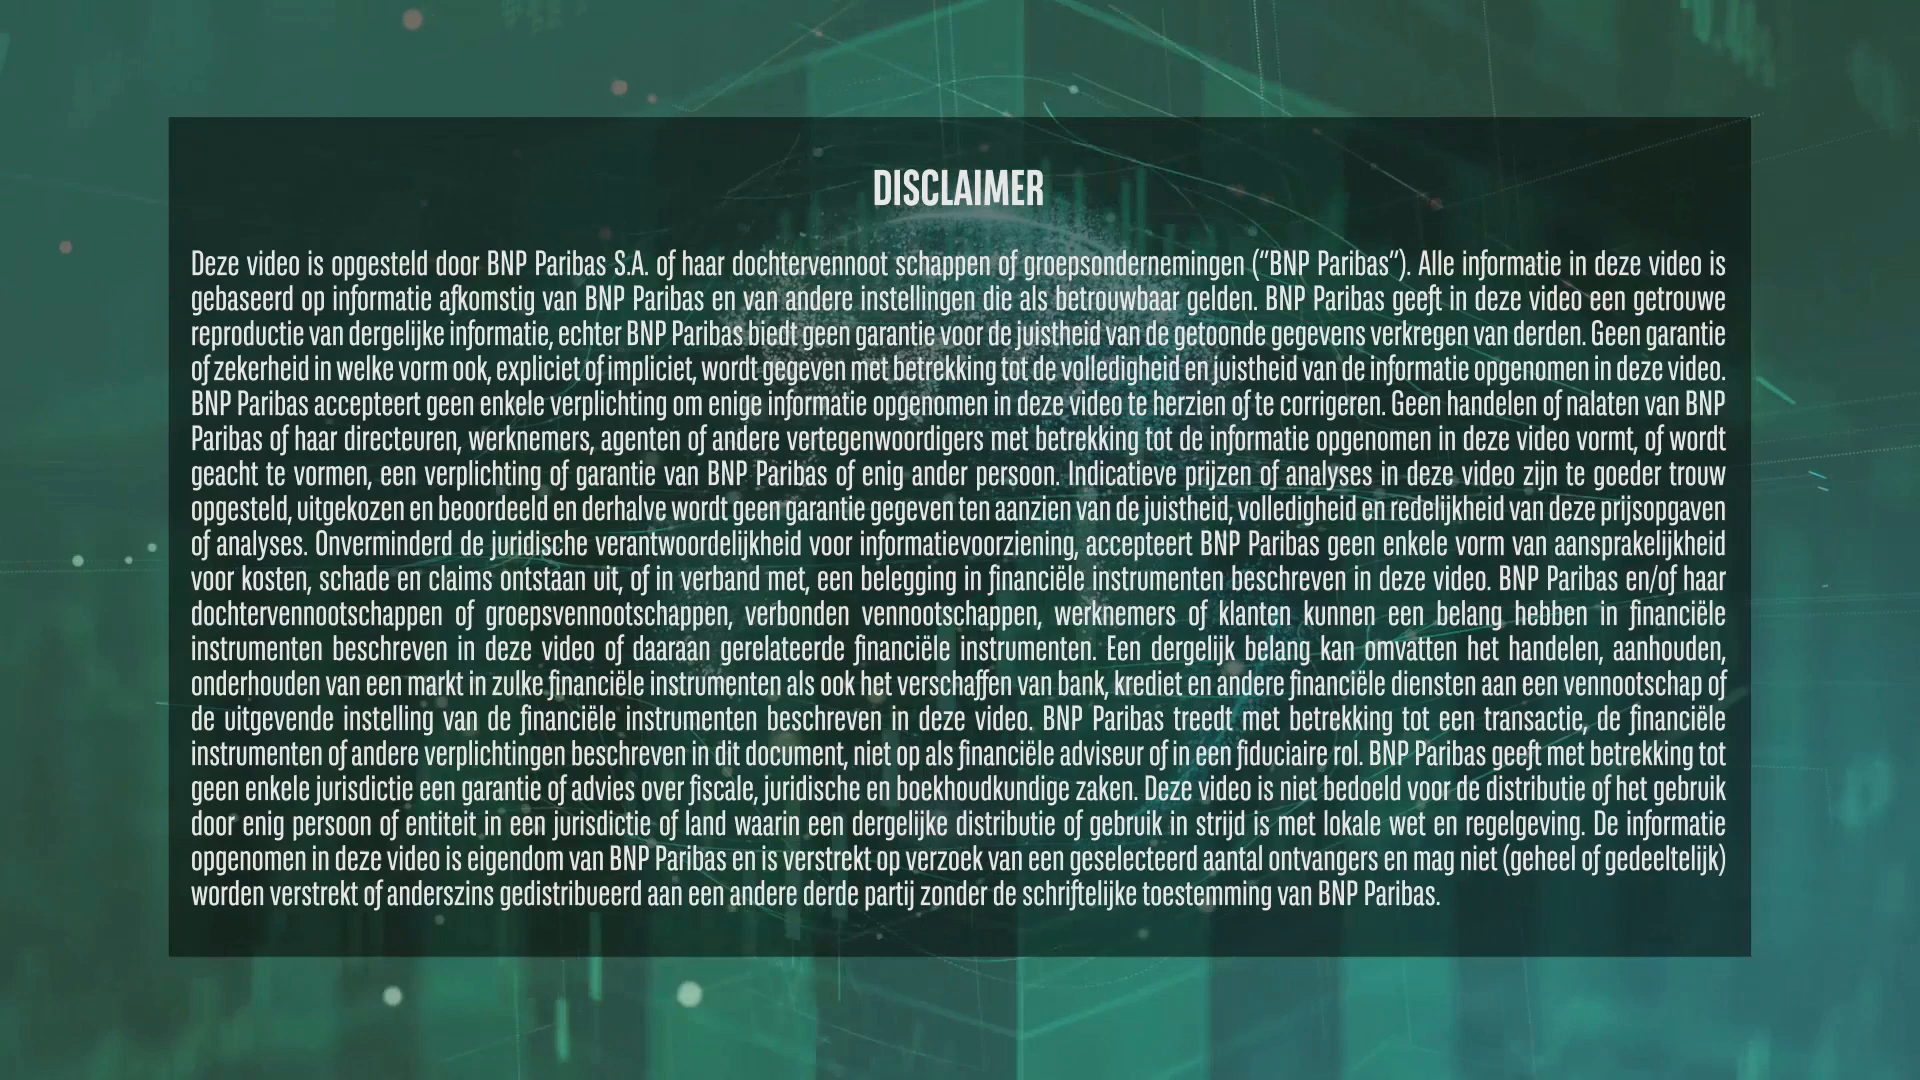 DISCLAIMER
Deze video is opgesteld door BNP Paribas S.A. of haar dochtervennoot schappen of groepsondernemingen (“BNP Paribas”). Alle informatie in deze video is
gebaseerd op informatie afkomstig van BNP Paribas en van andere instellingen die als betrouwbaar gelden. BNP Paribas geeft in deze video een getrouwe
reproductie van dergelijke informatie, echter BNP Paribas biedt geen garantie voor de juistheid van de getoonde gegevens verkregen van derden. Geen garantie
of zekerheid in welke vorm ook, expliciet of impliciet, wordt gegeven met betrekking tot de volledigheid en juistheid van de informatie opgenomen in deze video.
BNP Paribas accepteert geen enkele verplichting om enige informatie opgenomen in deze video te herzien of te corrigeren. Geen handelen of nalaten van BNP
Paribas of haar directeuren, werknemers, agenten of andere vertegenwoordigers met betrekking tot de informatie opgenomen in deze video vormt, of wordt
geacht te vormen, een verplichting of garantie van BNP Paribas of enig ander persoon. Indicatieve prijzen of analyses in deze video zijn te goeder trouw
opgesteld, uitgekozen en beoordeeld en derhalve wordt geen garantie gegeven ten aanzien van de juistheid, volledigheid en redelijkheid van deze prijsopgaven
of analyses. Onverminderd de juridische verantwoordelijkheid voor informatievoorziening, accepteert BNP Paribas geen enkele vorm van aansprakelijkheid
voor kosten, schade en claims ontstaan uit, of in verband met, een belegging in financiële instrumenten beschreven in deze video. BNP Paribas en/of haar
dochtervennootschappen of groepsvennootschappen, verbonden vennootschappen, werknemers of klanten kunnen een belang hebben in financiële
instrumenten beschreven in deze video of daaraan gerelateerde financiële instrumenten. Een dergelijk belang kan omvatten het handelen, aanhouden,
onderhouden van een markt in zulke financiële instrumenten als ook het verschaffen van bank, krediet en andere financiële diensten aan een vennootschap of
de uitgevende instelling van de financiële instrumenten beschreven in deze video. BNP Paribas treedt met betrekking tot een transactie, de financiële
instrumenten of andere verplichtingen beschreven in dit document, niet op als financiële adviseur of in een fiduciaire rol. BNP Paribas geeft met betrekking tot
geen enkele jurisdictie een garantie of advies over fiscale, juridische en boekhoudkundige zaken. Deze video is niet bedoeld voor de distributie of het gebruik
door enig persoon of entiteit in een jurisdictie of land waarin een dergelijke distributie of gebruik in strijd is met lokale wet en regelgeving. De informatie
opgenomen in deze video is eigendom van BNP Paribas en is verstrekt op verzoek van een geselecteerd aantal ontvangers en mag niet (geheel of gedeeltelijk)
worden verstrekt of anderszins gedistribueerd aan een andere derde partij zonder de schriftelijke toestemming van BNP Paribas.